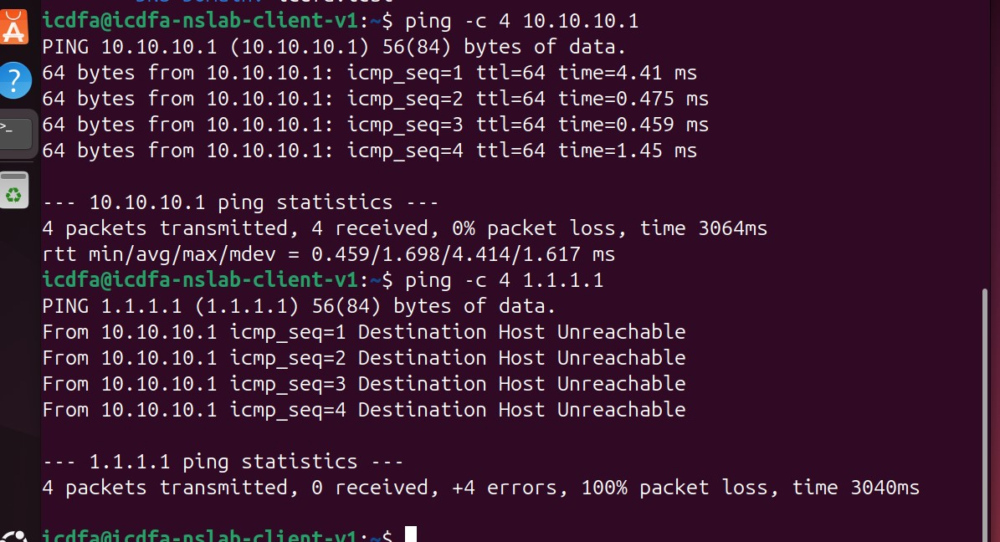 icdfa@icdfa-nslab-client-v1:~$ ping -c 4 10.10.10.1
PING 10.10.10.1 (10.10.10.1) 56(84) bytes of data.
64 bytes from 10.10.10.1: icmp_seq=1 ttl=64 time=4.41 ms
64 bytes from 10.10.10.1: icmp_seq=2 ttl=64 time=0.475 ms
64 bytes from 10.10.10.1: icmp_seq=3 ttl=64 time=0.459 ms
64 bytes from 10.10.10.1: icmp_seq=4 ttl=64 time=1.45 ms

--- 10.10.10.1 ping statistics ---
4 packets transmitted, 4 received, 0% packet loss, time 3064ms
rtt min/avg/max/mdev = 0.459/1.698/4.414/1.617 ms
icdfa@icdfa-nslab-client-v1:~$ ping -c 4 1.1.1.1
PING 1.1.1.1 (1.1.1.1) 56(84) bytes of data.
From 10.10.10.1 icmp_seq=1 Destination Host Unreachable
From 10.10.10.1 icmp_seq=2 Destination Host Unreachable
From 10.10.10.1 icmp_seq=3 Destination Host Unreachable
From 10.10.10.1 icmp_seq=4 Destination Host Unreachable

--- 1.1.1.1 ping statistics ---
4 packets transmitted, 0 received, +4 errors, 100% packet loss, time 3040ms

icdfa@icdfa-nslab-client-v1:~$